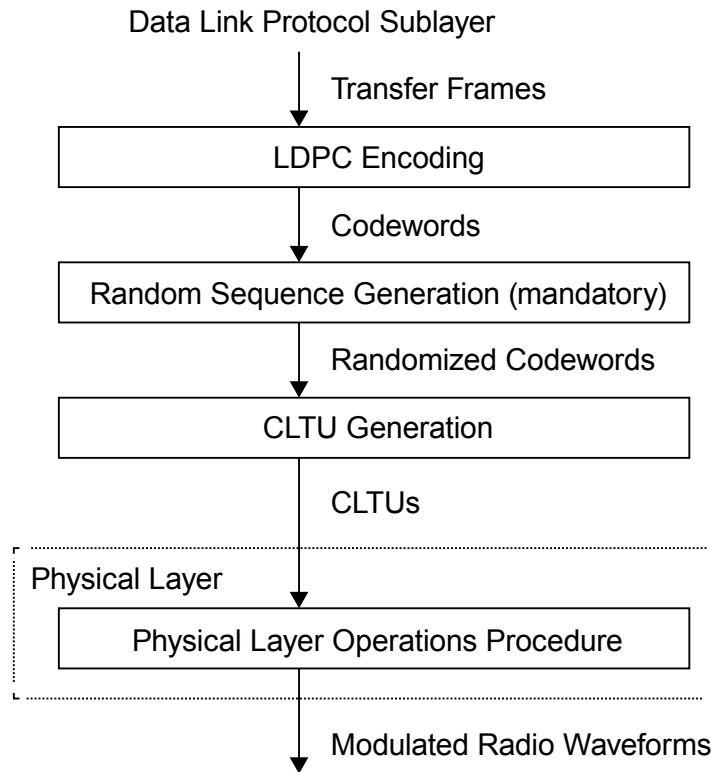 Data Link Protocol Sublayer
Transfer Frames
LDPC Encoding
Codewords
Random Sequence Generation (mandatory)
Randomized Codewords
CLTU Generation
CLTUs
Physical Layer
Physical Layer Operations Procedure
Modulated Radio Waveforms